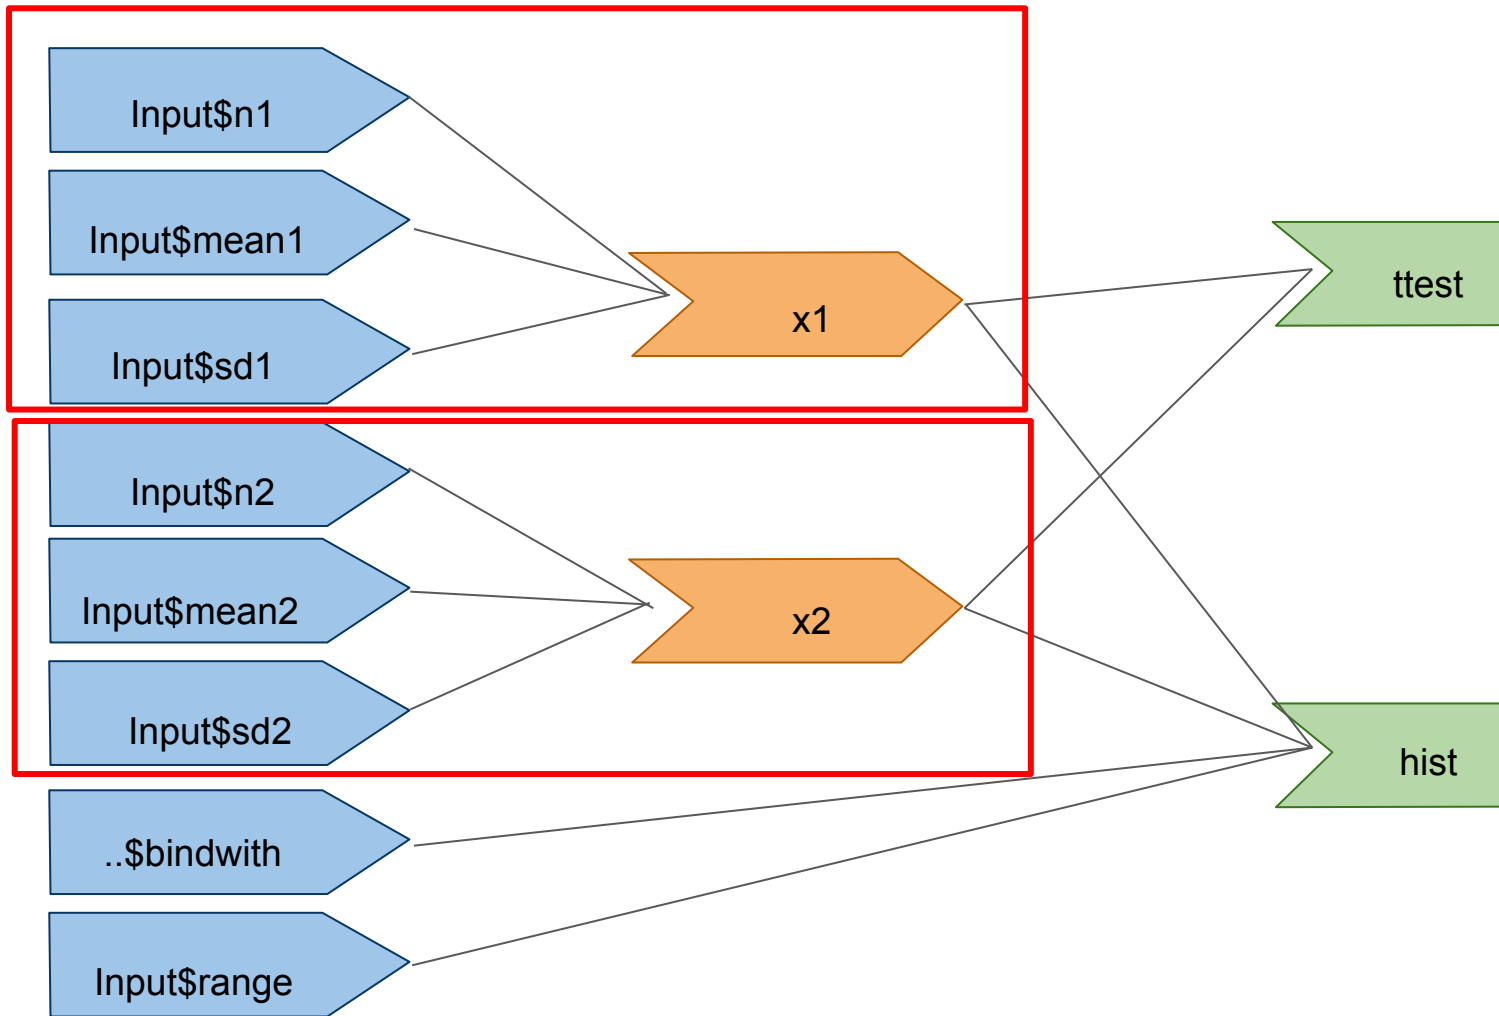 Input$n1
Input$mean1
Input$sd1
x1
Input$n2
Input$mean2
Input$sd2
x2
..$bindwith
Input$range
ttest
hist